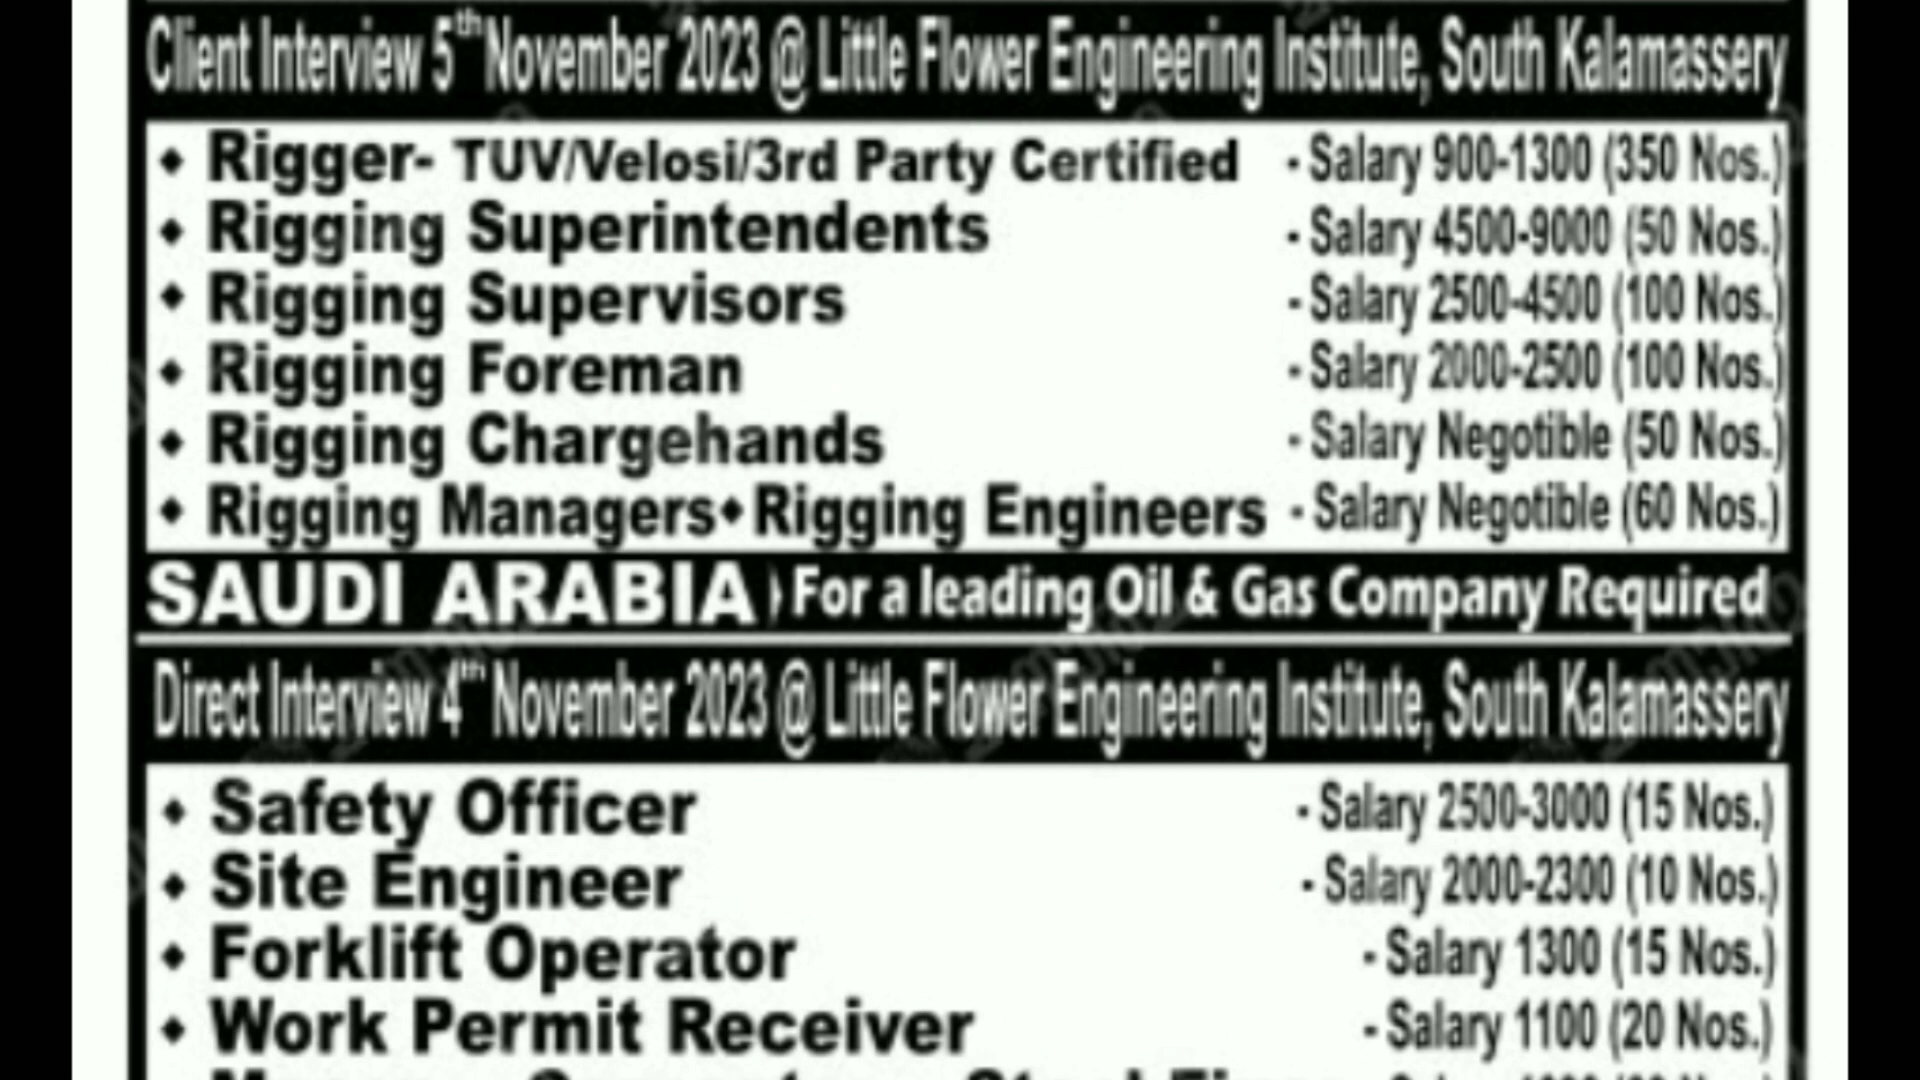 Client Interview 5th November 2023 @ Little Flower Engineering Institute, South Kalamassery
• Rigger- TUV/Velosi/3rd Party Certified - Salary 900-1300 (350 Nos.)
• Rigging Superintendents - Salary 4500-9000 (50 Nos.)
• Rigging Supervisors - Salary 2500-4500 (100 Nos.)
• Rigging Foreman - Salary 2000-2500 (100 Nos.)
• Rigging Chargehands - Salary Negotible (50 Nos.)
• Rigging Managers • Rigging Engineers - Salary Negotible (60 Nos.)
SAUDI ARABIA For a leading Oil & Gas Company Required
Direct Interview 4th November 2023 @ Little Flower Engineering Institute, South Kalamassery
• Safety Officer - Salary 2500-3000 (15 Nos.)
• Site Engineer - Salary 2000-2300 (10 Nos.)
• Forklift Operator - Salary 1300 (15 Nos.)
• Work Permit Receiver - Salary 1100 (20 Nos.)